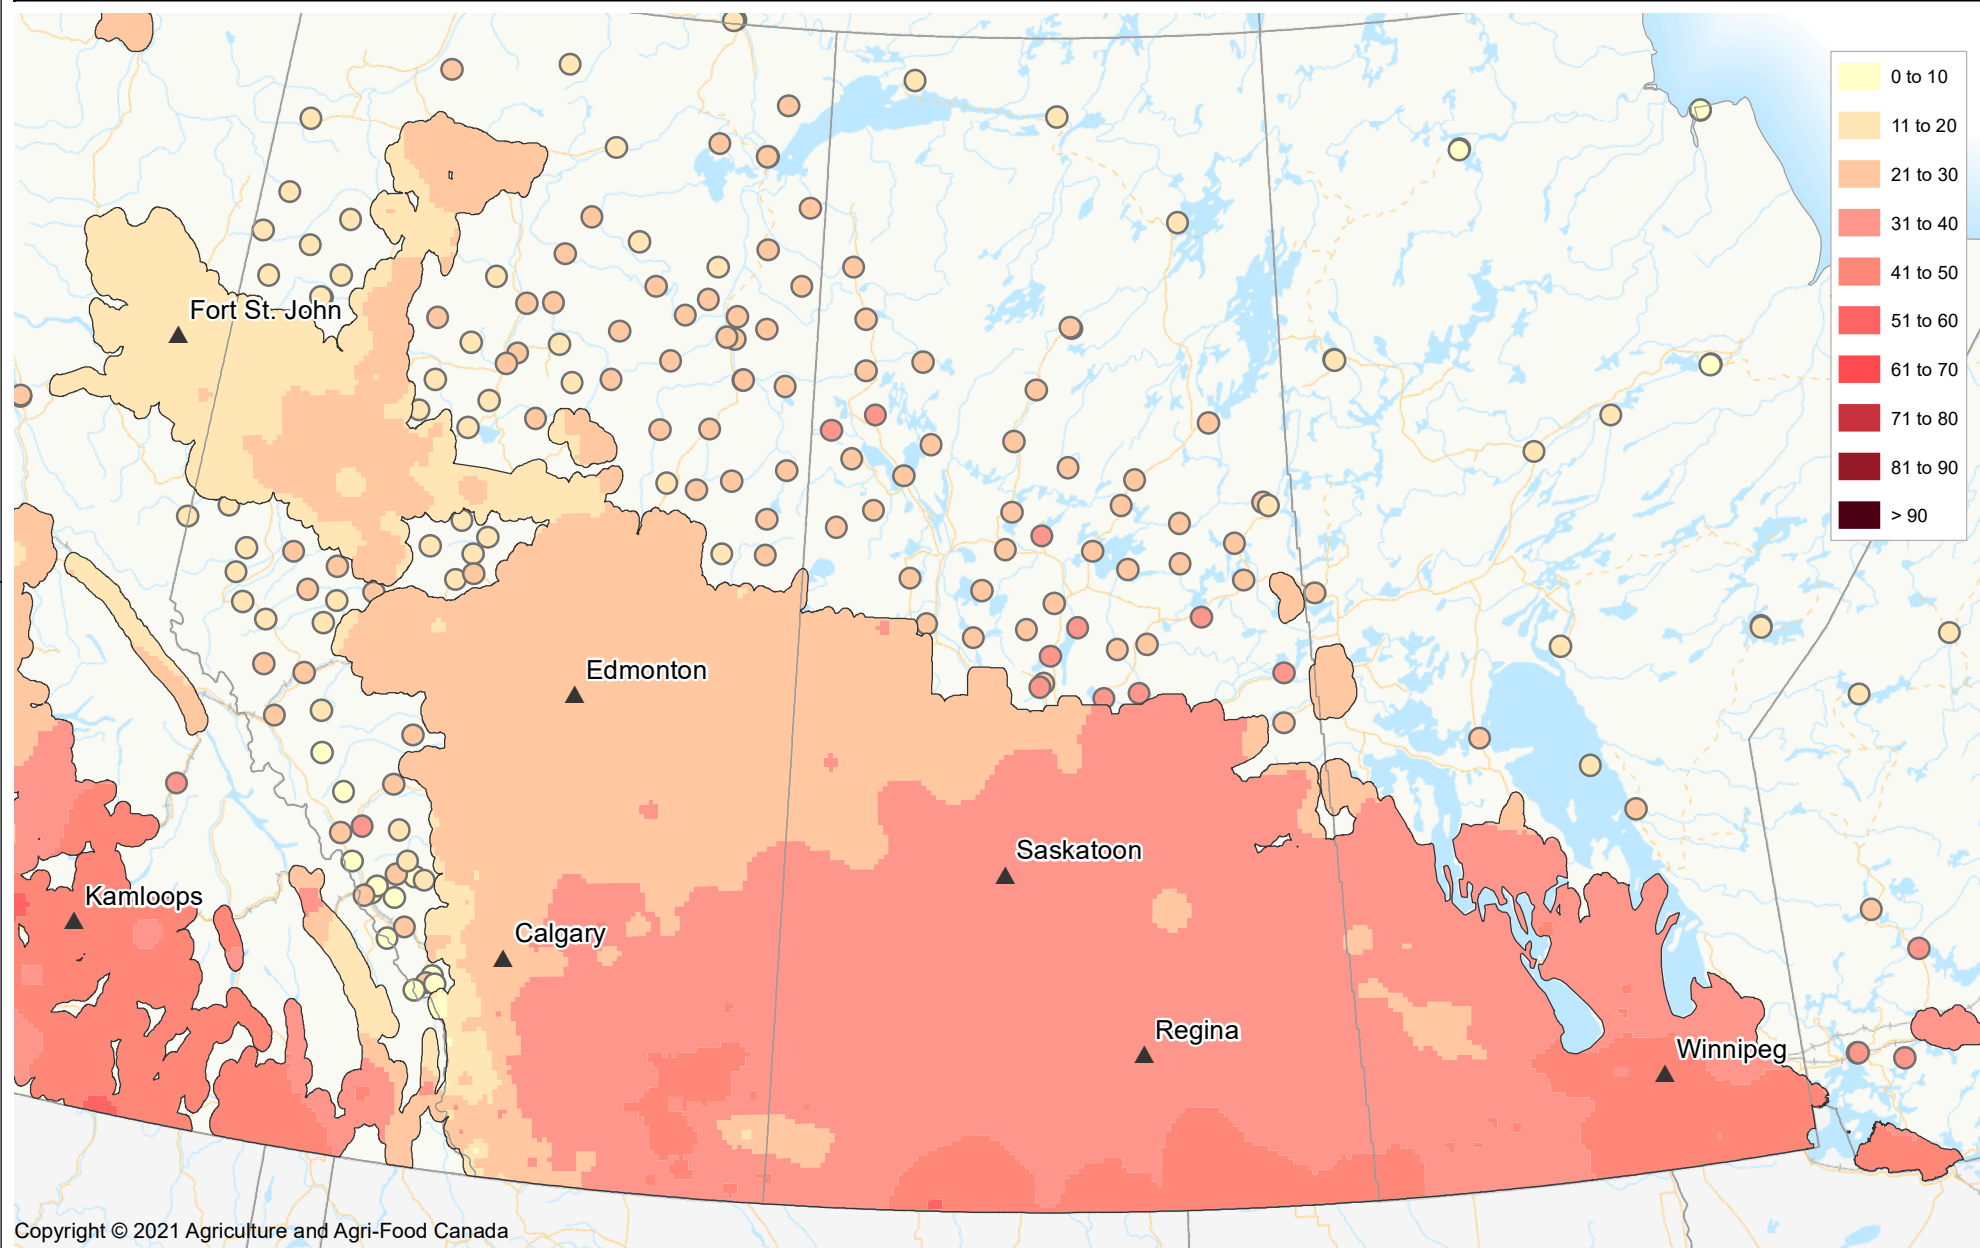 0 to 10
11 to 20
21 to 30
31 to 40
41 to 50
51 to 60
61 to 70
71 to 80
81 to 90
> 90
Fort St. John
Edmonton
Saskatoon
Kamloops
Calgary
Regina
Winnipeg
Copyright © 2021 Agriculture and Agri-Food Canada